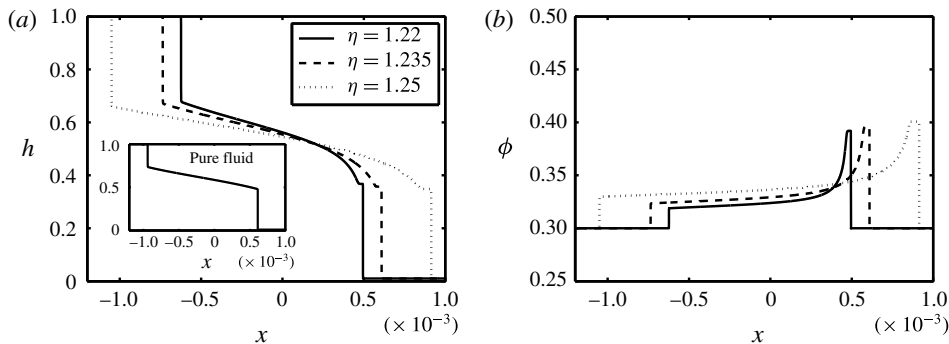 (a)
1.0
0.8
0.6
h
0.4
0.2
0
η = 1.22
η = 1.235
η = 1.25
Pure fluid
1.0
0.5
0
−1.0 −0.5 0 0.5 1.0
x (× 10⁻³)
−1.0 −0.5 0 0.5 1.0
(× 10⁻³)
x
(b)
0.50
0.45
0.40
ϕ
0.35
0.30
0.25
−1.0 −0.5 0 0.5 1.0
(× 10⁻³)
x